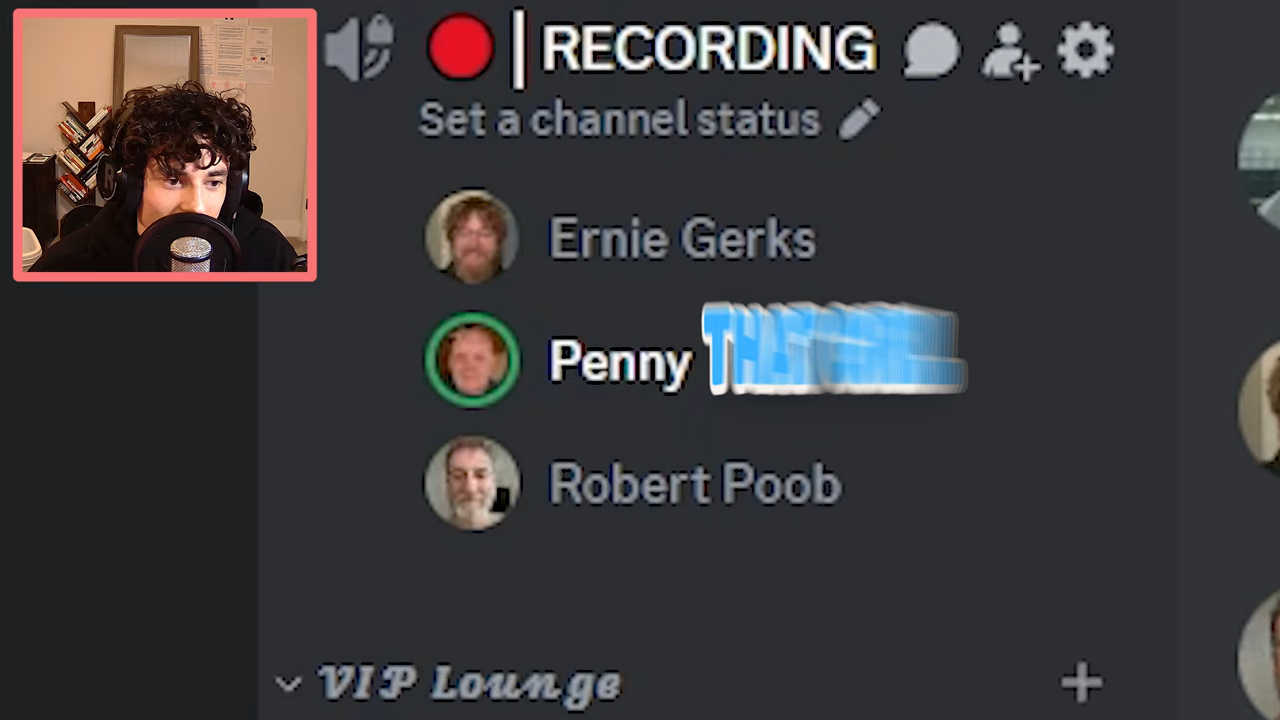 RECORDING
Set a channel status
Ernie Gerks
Penny
Robert Poob
VIP Lounge